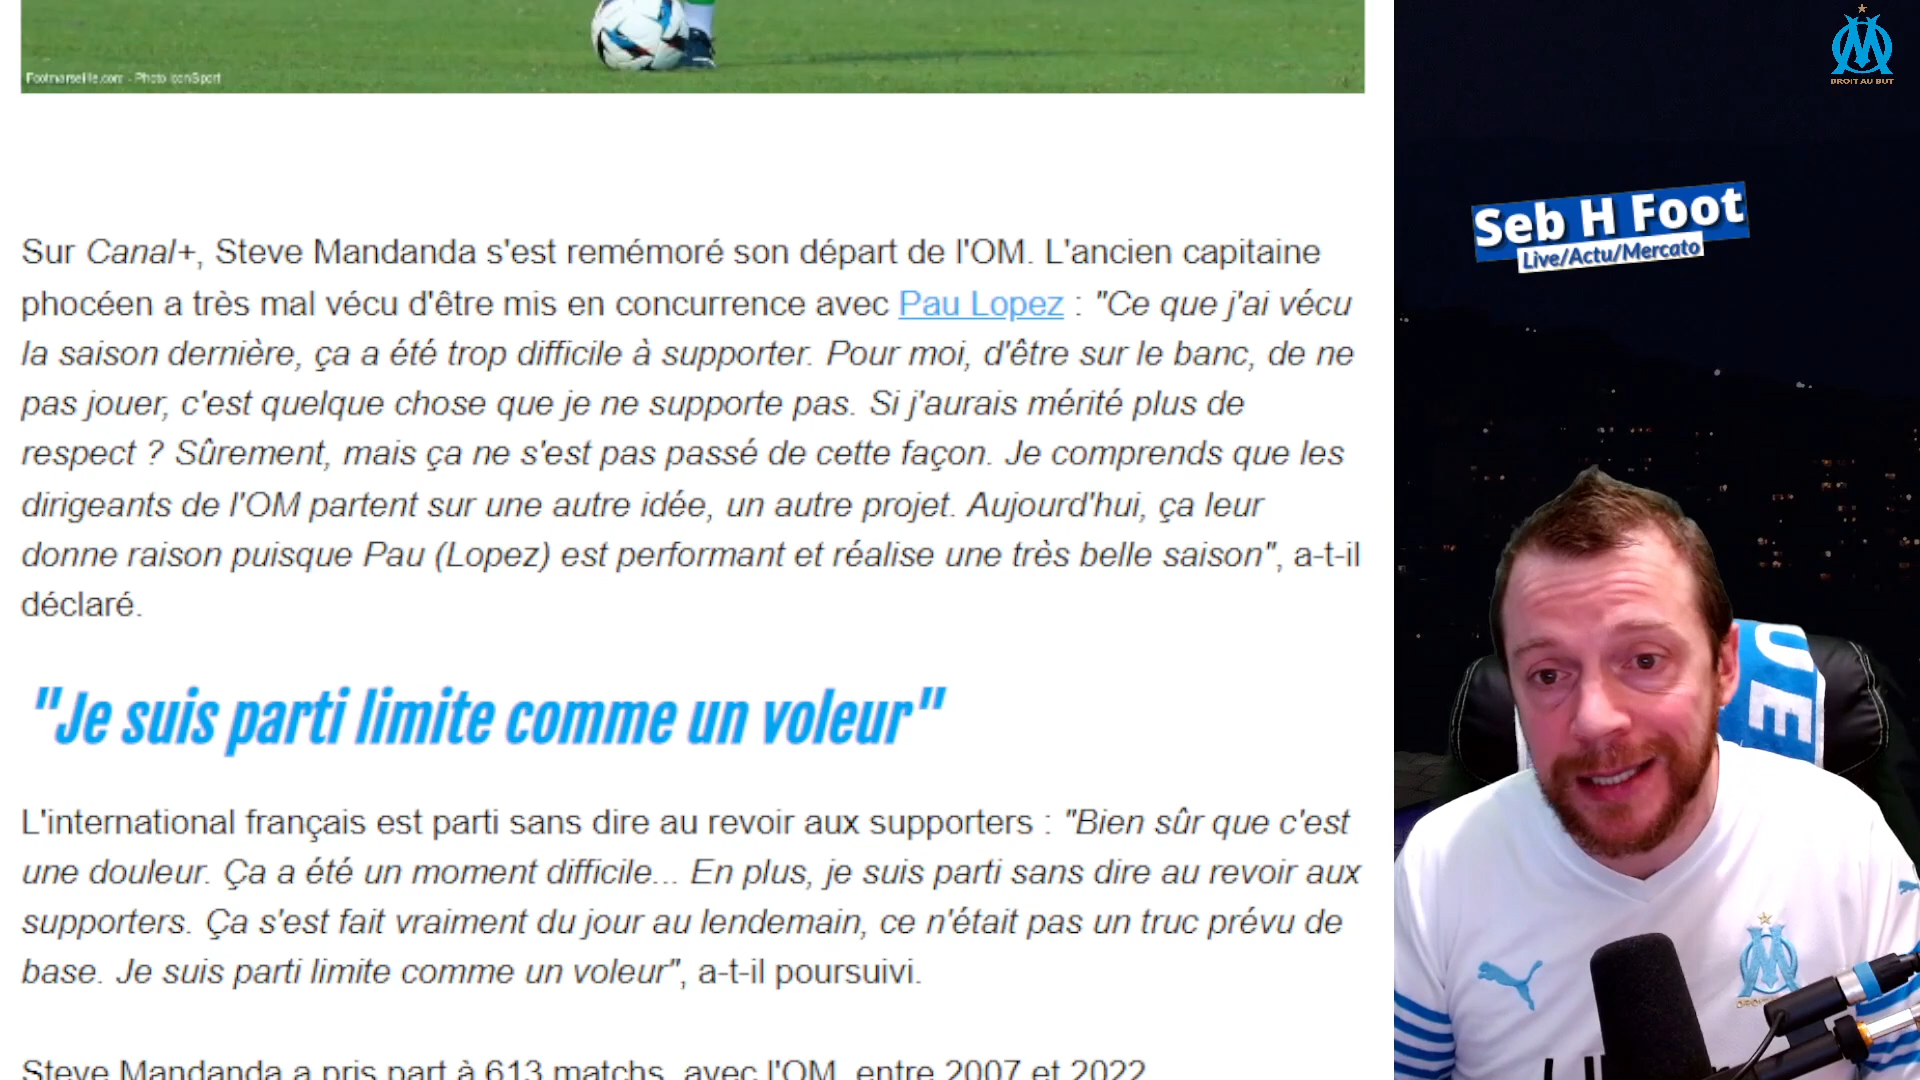 Footmarseille.com - Photo IconSport
DROIT AU BUT
Seb H Foot
Live/Actu/Mercato
Sur Canal+, Steve Mandanda s'est remémoré son départ de l'OM. L'ancien capitaine
phocéen a très mal vécu d'être mis en concurrence avec Pau Lopez : "Ce que j'ai vécu
la saison dernière, ça a été trop difficile à supporter. Pour moi, d'être sur le banc, de ne
pas jouer, c'est quelque chose que je ne supporte pas. Si j'aurais mérité plus de
respect ? Sûrement, mais ça ne s'est pas passé de cette façon. Je comprends que les
dirigeants de l'OM partent sur une autre idée, un autre projet. Aujourd'hui, ça leur
donne raison puisque Pau (Lopez) est performant et réalise une très belle saison", a-t-il
déclaré.
"Je suis parti limite comme un voleur"
L'international français est parti sans dire au revoir aux supporters : "Bien sûr que c'est
une douleur. Ça a été un moment difficile... En plus, je suis parti sans dire au revoir aux
supporters. Ça s'est fait vraiment du jour au lendemain, ce n'était pas un truc prévu de
base. Je suis parti limite comme un voleur", a-t-il poursuivi.
Steve Mandanda a pris part à 613 matchs, avec l'OM, entre 2007 et 2022